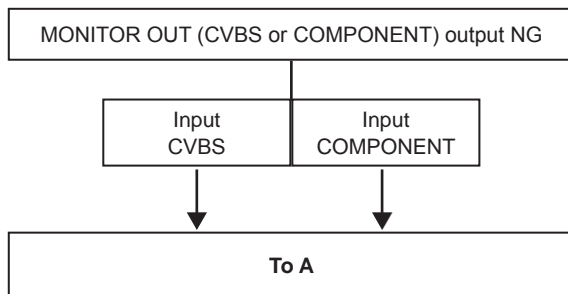 MONITOR OUT (CVBS or COMPONENT) output NG
Input
CVBS
Input
COMPONENT
To A